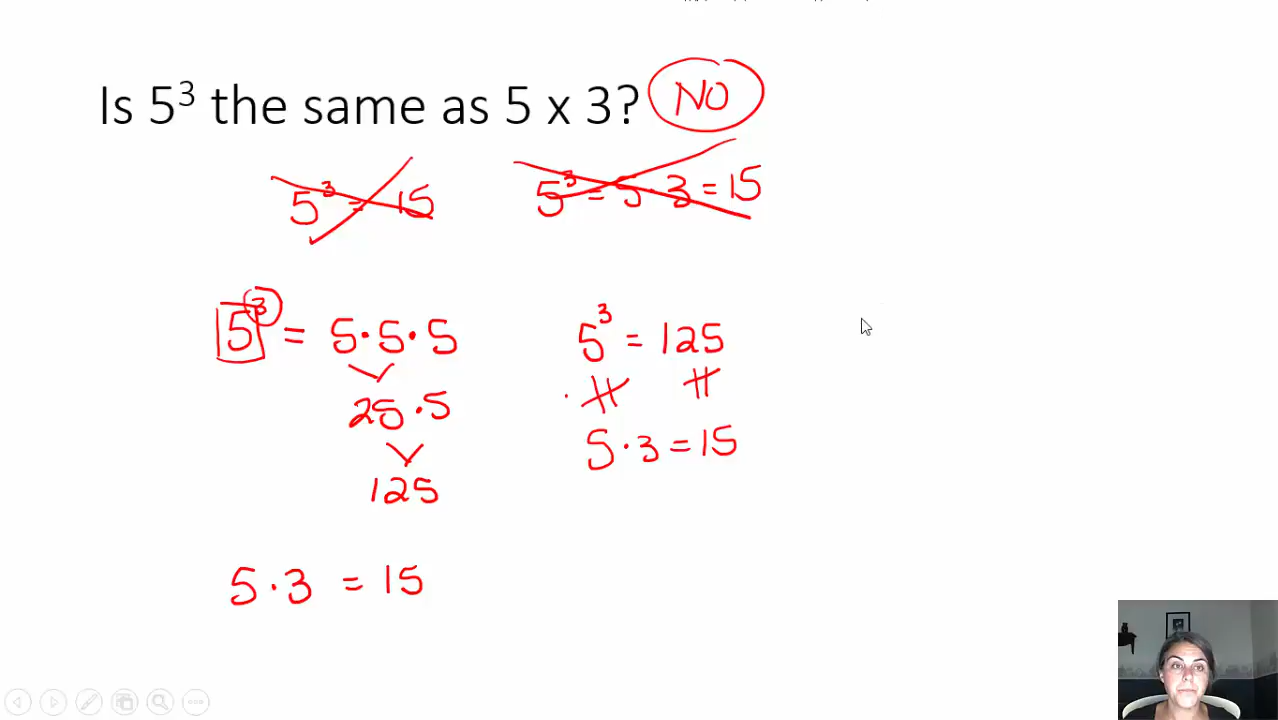 Is 5³ the same as 5 x 3? NO
5³ = 15
5³ = 5 · 3 = 15
5³ = 5 · 5 · 5
25 · 5
125
5 · 3 = 15
5³ = 125
≠ ≠
5 · 3 = 15